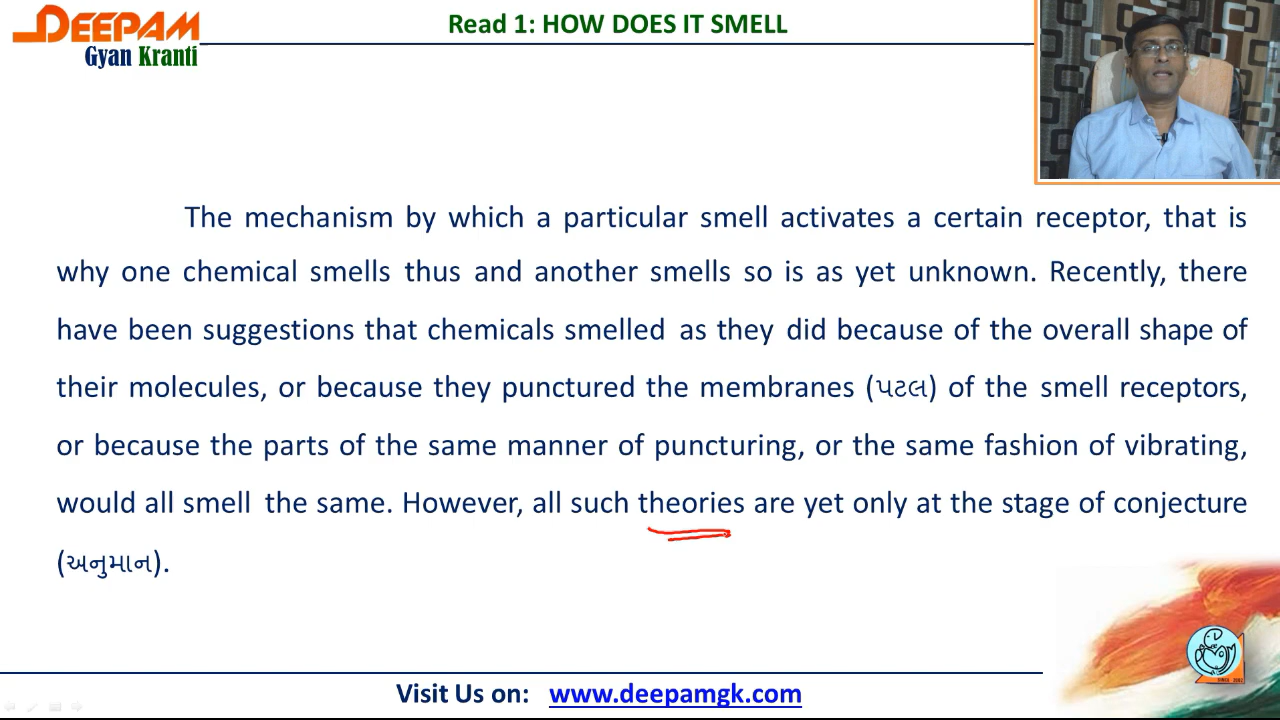 DEEPAM
Gyan Kranti
Read 1: HOW DOES IT SMELL
The mechanism by which a particular smell activates a certain receptor, that is
why one chemical smells thus and another smells so is as yet unknown. Recently, there
have been suggestions that chemicals smelled as they did because of the overall shape of
their molecules, or because they punctured the membranes (પટલ) of the smell receptors,
or because the parts of the same manner of puncturing, or the same fashion of vibrating,
would all smell the same. However, all such theories are yet only at the stage of conjecture
(અનુમાન).
Visit Us on: www.deepamgk.com